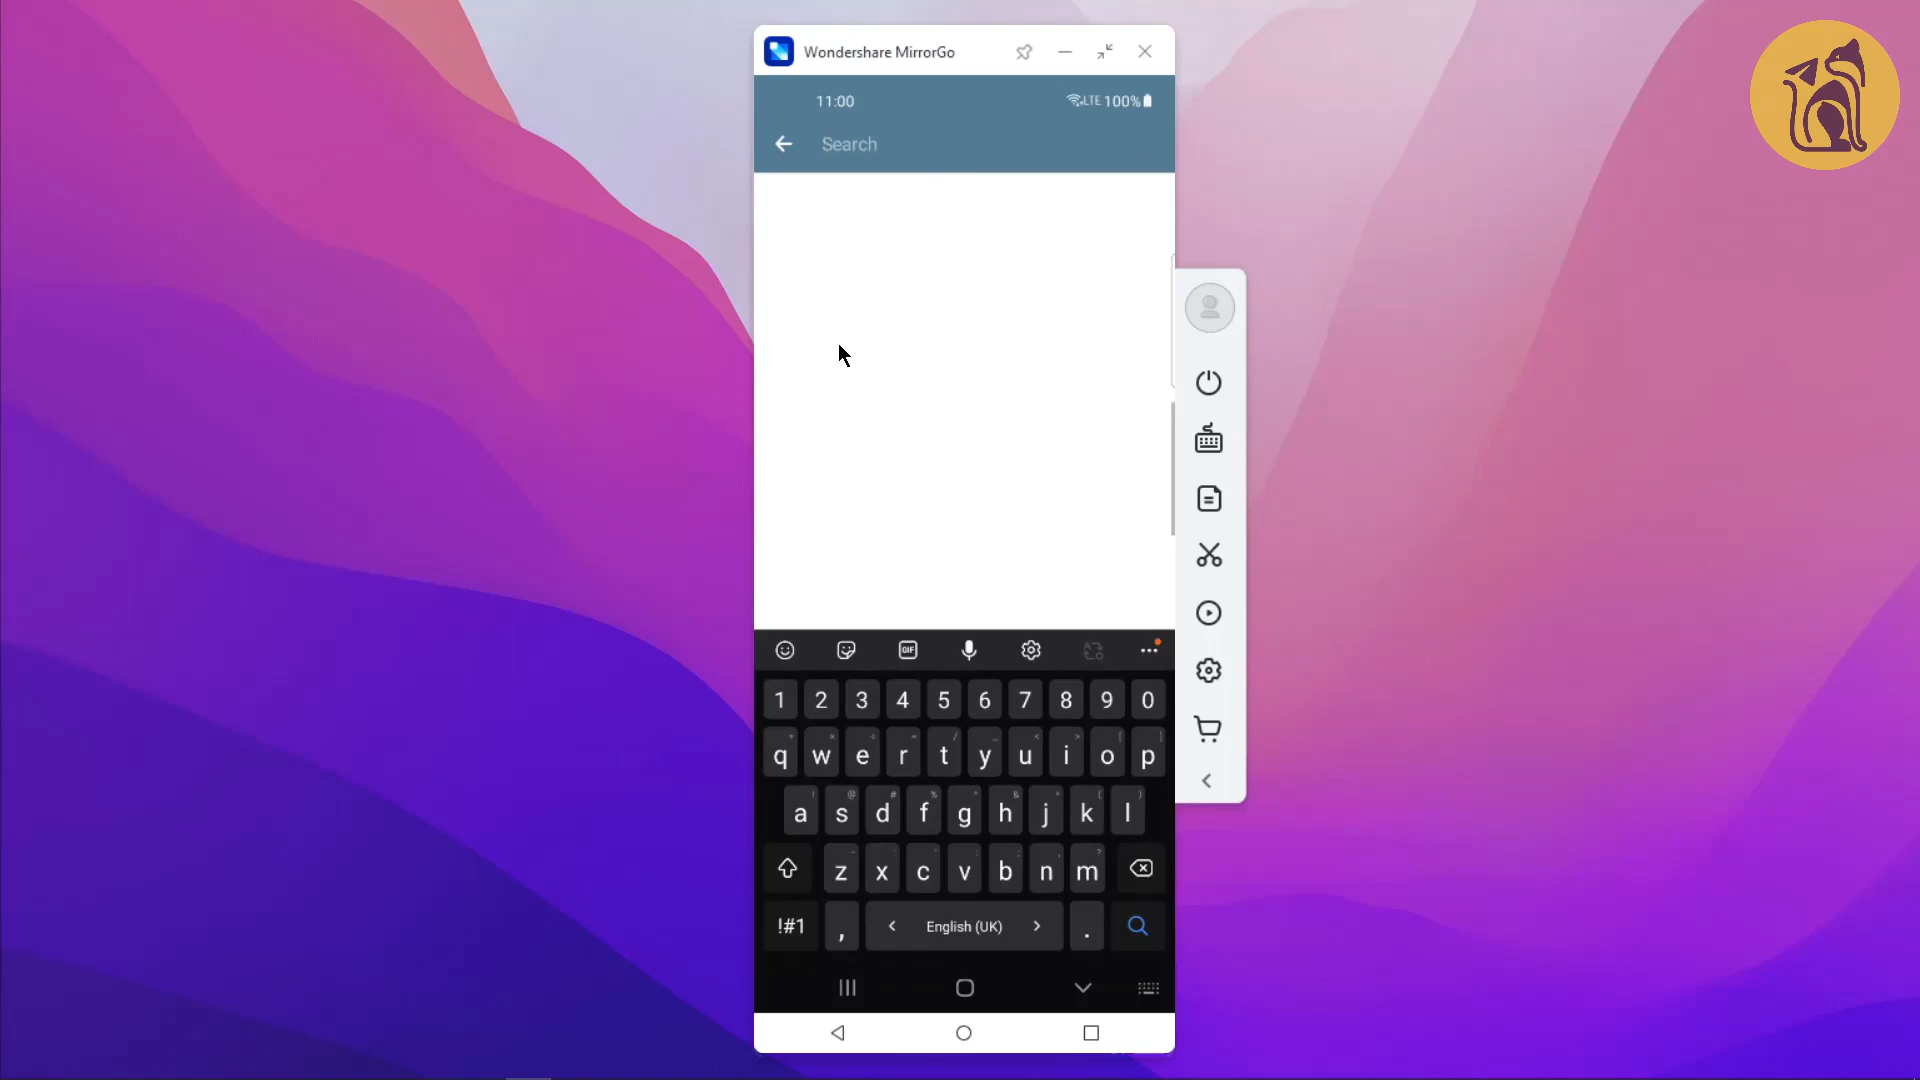 Wondershare MirrorGo
11:00
LTE 100%
Search
GIF
1 2 3 4 5 6 7 8 9 0
q w e r t y u i o p
a s d f g h j k l
z x c v b n m
!#1 , < English (UK) > .